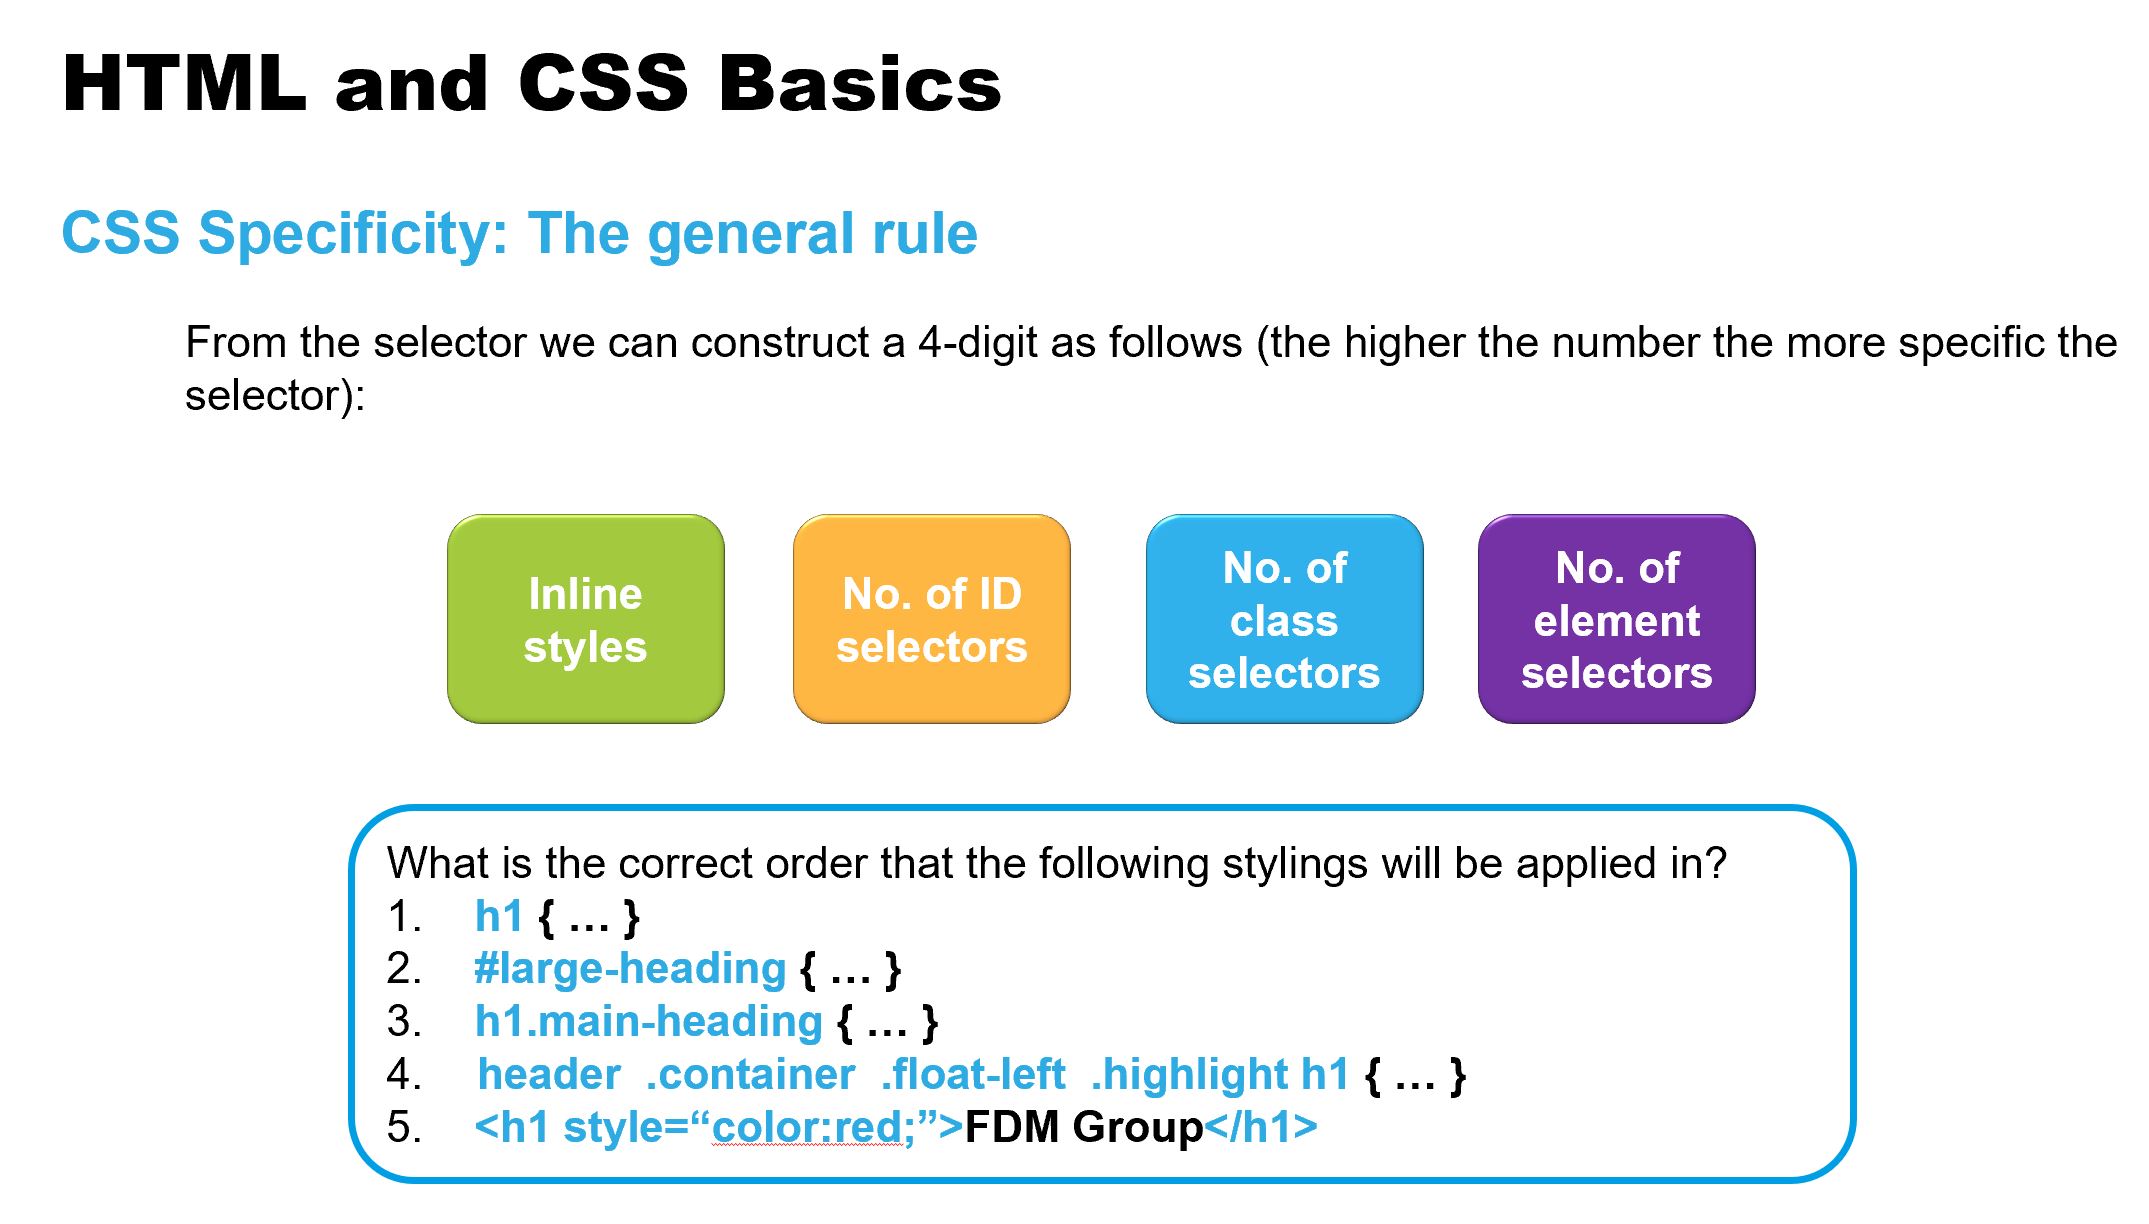 HTML and CSS Basics
CSS Specificity: The general rule
From the selector we can construct a 4-digit as follows (the higher the number the more specific the
selector):
Inline
styles
No. of ID
selectors
No. of
class
selectors
No. of
element
selectors
What is the correct order that the following stylings will be applied in?
1. h1 { … }
2. #large-heading { … }
3. h1.main-heading { … }
4. header .container .float-left .highlight h1 { … }
5. <h1 style=“color:red;”>FDM Group</h1>